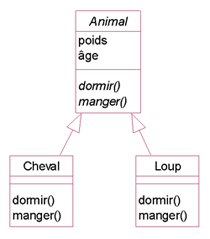 Animal
poids
âge
dormir()
manger()
Cheval
dormir()
manger()
Loup
dormir()
manger()